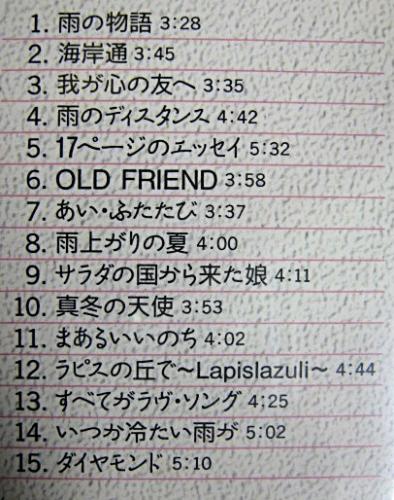 1. 雨の物語 3:28
2. 海岸通 3:45
3. 我が心の友へ 3:35
4. 雨のディスタンス 4:42
5. 17ページのエッセイ 5:32
6. OLD FRIEND 3:58
7. あい・ふたたび 3:37
8. 雨上がりの夏 4:00
9. サラダの国から来た娘 4:11
10. 真冬の天使 3:53
11. まあるいいのち 4:02
12. ラピスの丘で〜Lapislazuli〜 4:44
13. すべてがラヴ・ソング 4:25
14. いつか冷たい雨が 5:02
15. ダイヤモンド 5:10